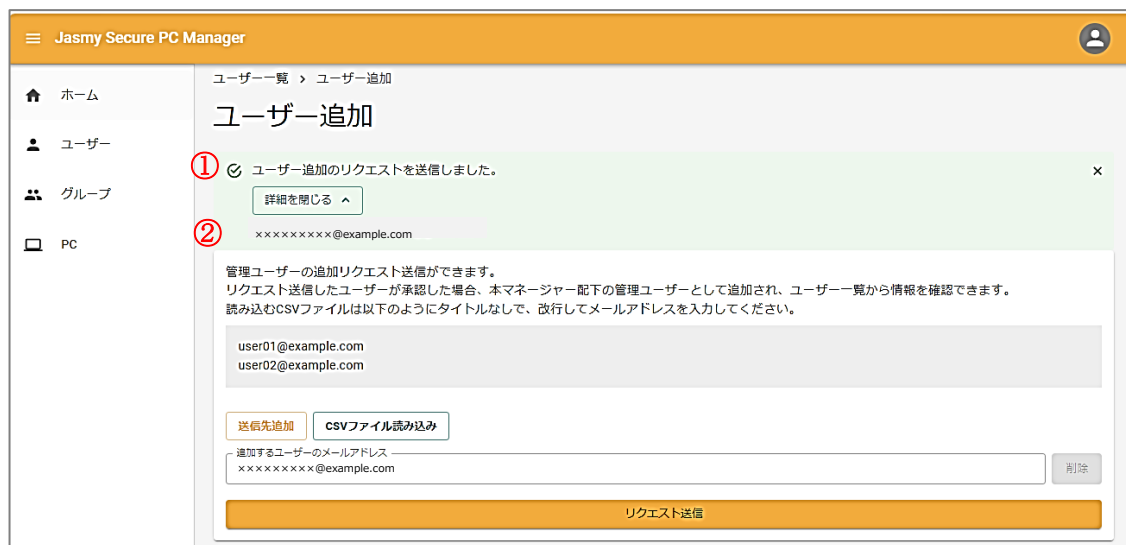 Jasmy Secure PC Manager
ホーム
ユーザー
グループ
PC
ユーザー一覧 › ユーザー追加
ユーザー追加
① ユーザー追加のリクエストを送信しました。
詳細を閉じる
② ×××××××××@example.com
管理ユーザーの追加リクエスト送信ができます。
リクエスト送信したユーザーが承認した場合、本マネージャー配下の管理ユーザーとして追加され、ユーザー一覧から情報を確認できます。
読み込むCSVファイルは以下のようにタイトルなしで、改行してメールアドレスを入力してください。
user01@example.com
user02@example.com
送信先追加 CSVファイル読み込み
追加するユーザーのメールアドレス
×××××××××@example.com
削除
リクエスト送信